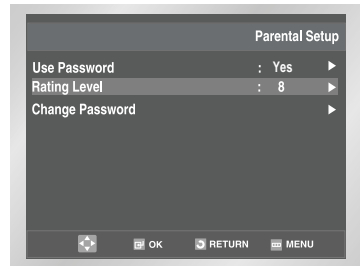 Parental Setup
Use Password : Yes ►
Rating Level : 8 ►
Change Password ►
OK RETURN MENU